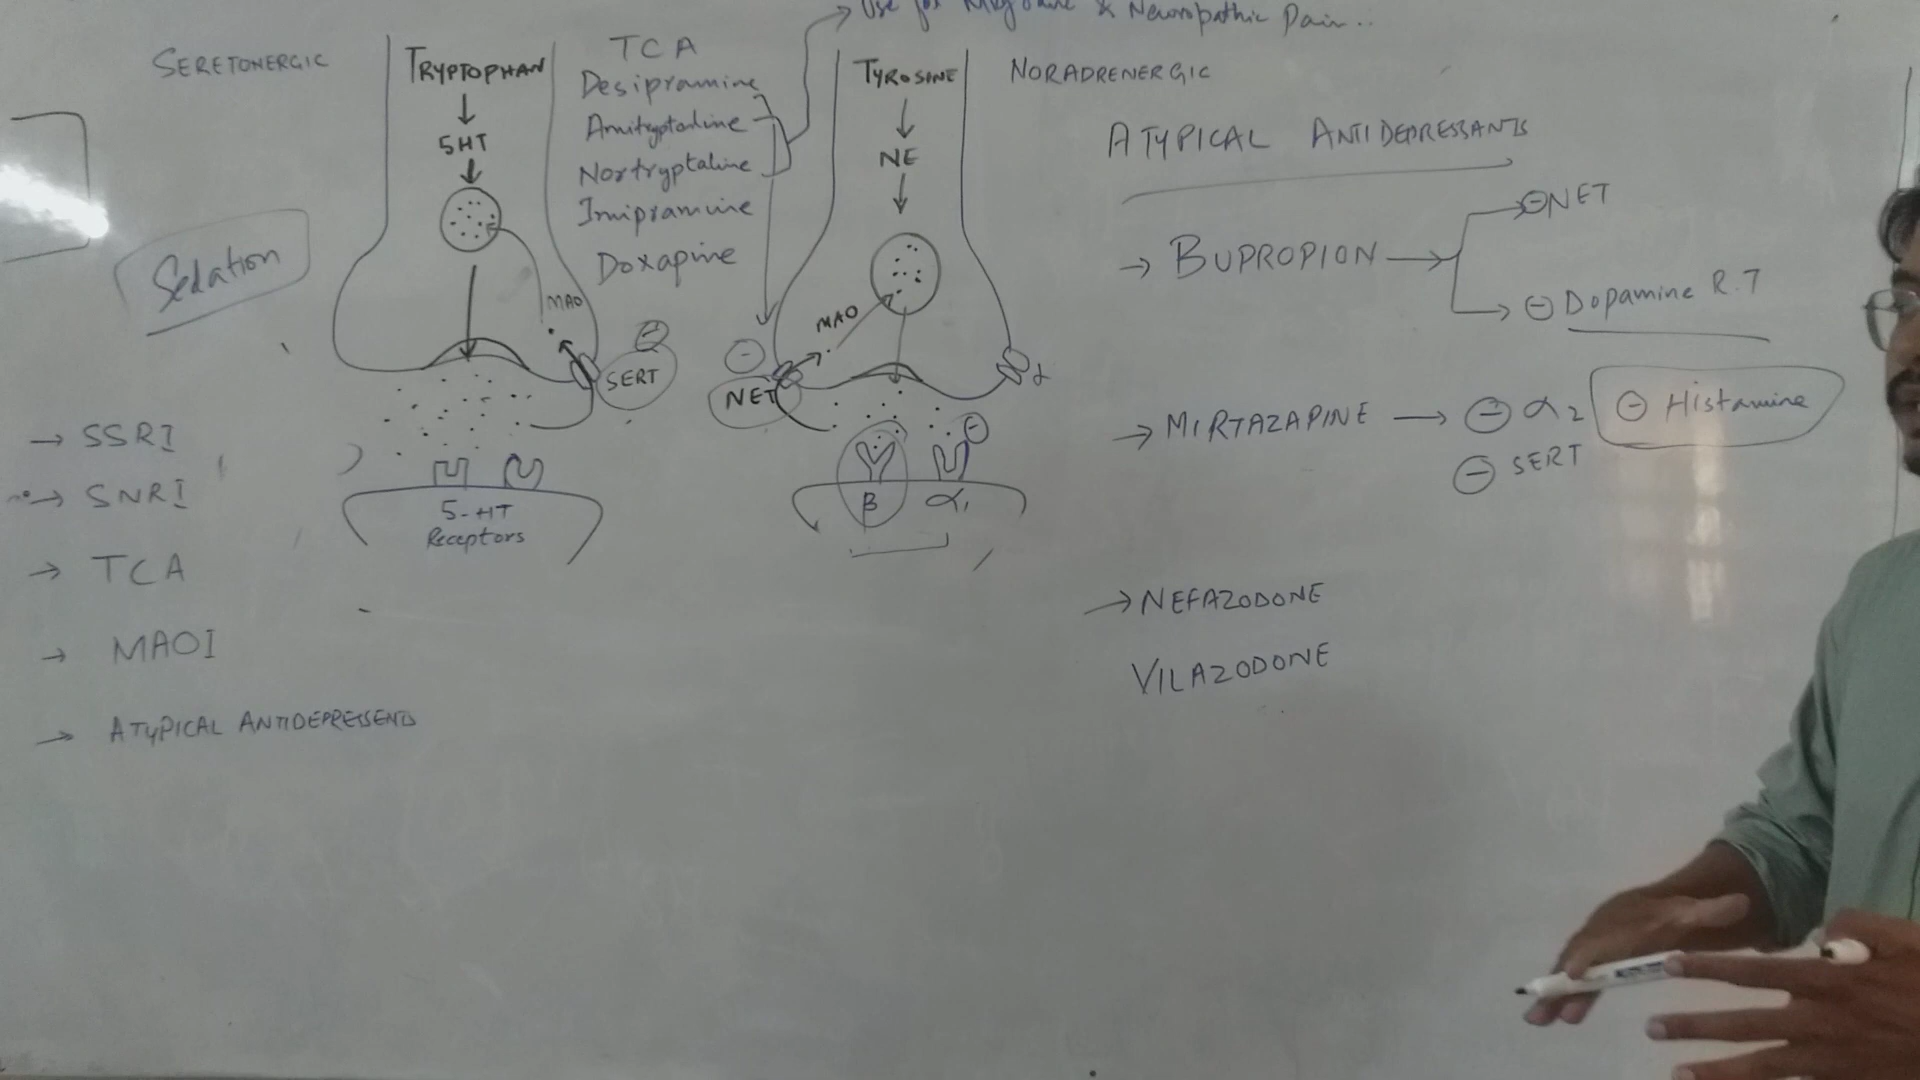 Use for Migraine & Neuropathic Pain..
SERETONERGIC
TRYPTOPHAN
5HT
MAO
SERT
5-HT
Receptors
TCA
Desipramine
Amitryptaline
Nortryptaline
Imipramine
Doxapine
TYROSINE
NE
MAO
NET
β
α1
α
NORADRENERGIC
Sedation
→ SSRI
→ SNRI
→ TCA
→ MAOI
→ ATYPICAL ANTIDEPRESSENTS
ATYPICAL ANTIDEPRESSANTS
→ BUPROPION → ⊖NET
→ ⊖ Dopamine R.T
→ MIRTAZAPINE → ⊖ α2 ⊖ Histamine
⊖ SERT
→ NEFAZODONE
VILAZODONE